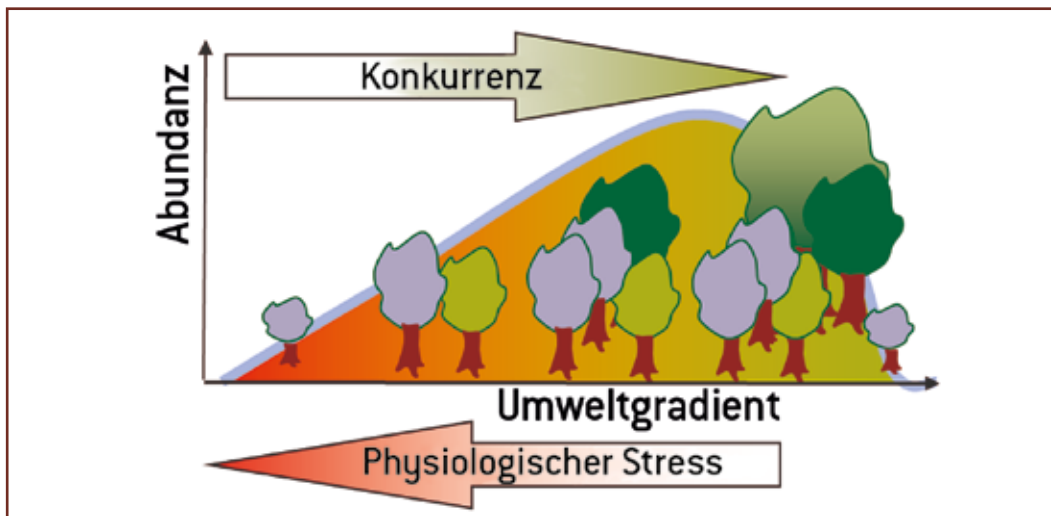 Konkurrenz
Abundanz
Umweltgradient
Physiologischer Stress